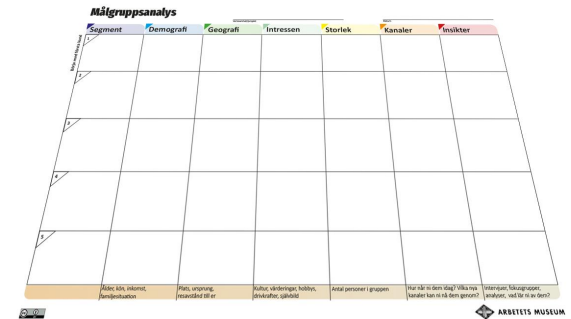 Målgruppsanalys
Segment
Demografi
Geografi
Intressen
Storlek
Kanaler
Insikter
1
2
3
4
5
Ålder, kön, inkomst,
familjesituation
Plats, ursprung,
resavstånd till er
Kultur, värderingar, hobbys,
drivkrafter, självbild
Antal personer i gruppen
Hur når ni dem idag? Vilka nya
kanaler kan ni nå dem genom?
Intervjuer, fokusgrupper,
analyser, vad lär ni av dem?
ARBETETS MUSEUM